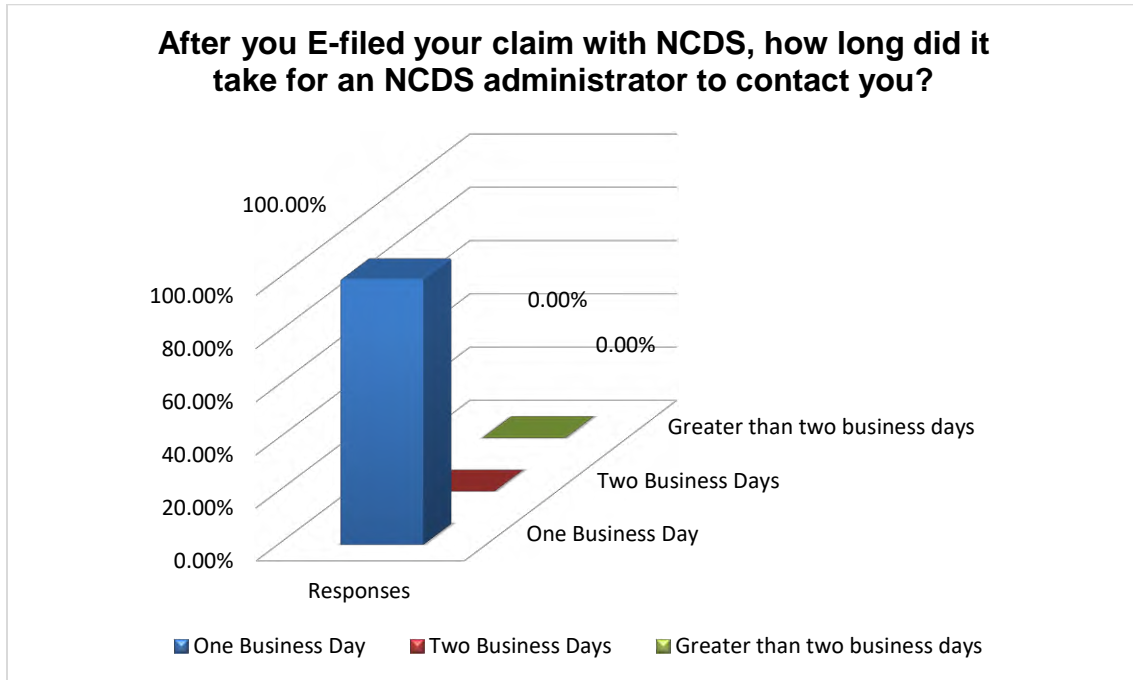 After you E-filed your claim with NCDS, how long did it
take for an NCDS administrator to contact you?
100.00%
100.00%
80.00%
60.00%
40.00%
20.00%
0.00%
0.00%
0.00%
Greater than two business days
Two Business Days
One Business Day
Responses
One Business Day Two Business Days Greater than two business days